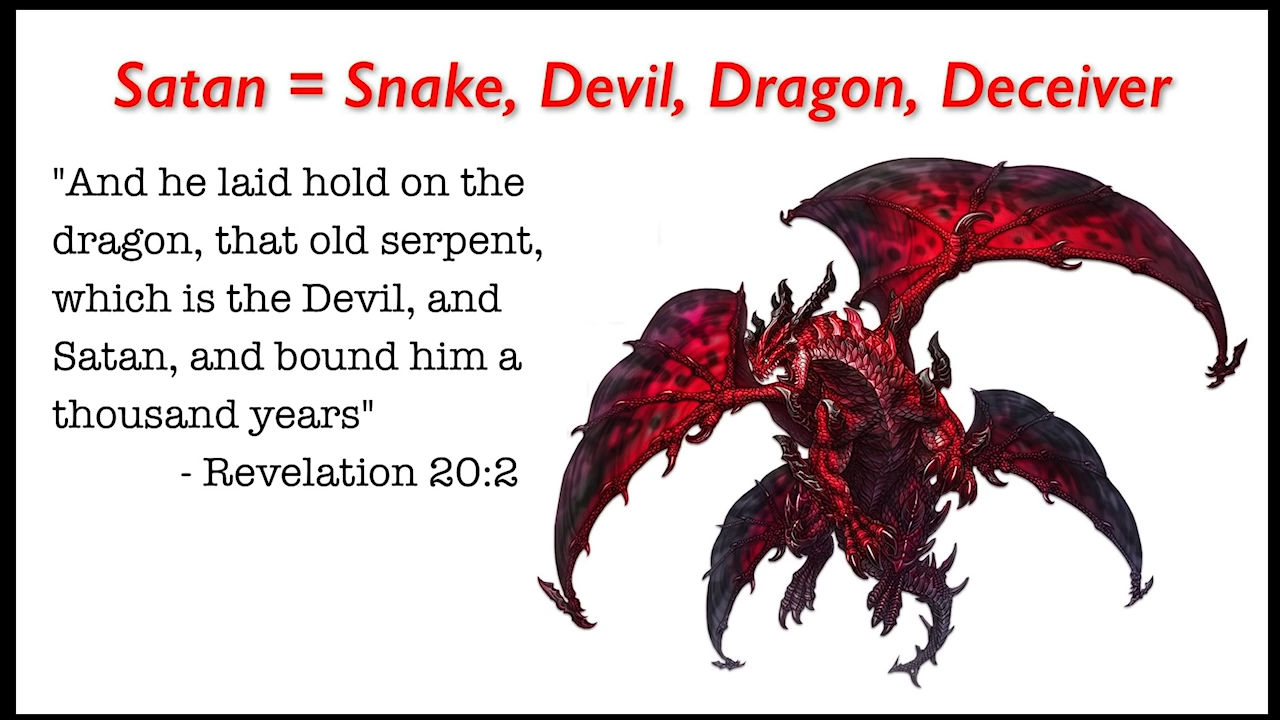 Satan = Snake, Devil, Dragon, Deceiver
"And he laid hold on the
dragon, that old serpent,
which is the Devil, and
Satan, and bound him a
thousand years"
- Revelation 20:2